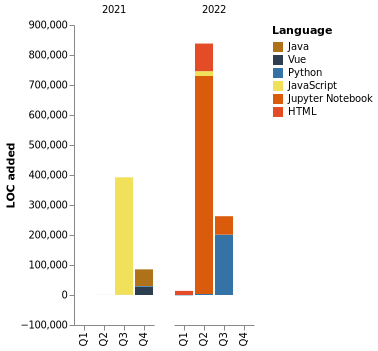 2021
2022
Language
Java
Vue
Python
JavaScript
Jupyter Notebook
HTML
LOC added
900,000
800,000
700,000
600,000
500,000
400,000
300,000
200,000
100,000
0
−100,000
Q1
Q2
Q3
Q4
Q1
Q2
Q3
Q4